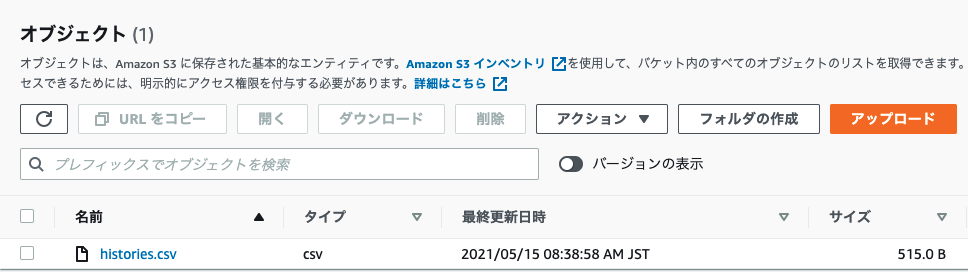 オブジェクト (1)
オブジェクトは、Amazon S3 に保存された基本的なエンティティです。Amazon S3 インベントリ を使用して、バケット内のすべてのオブジェクトのリストを取得できます。
セスできるためには、明示的にアクセス権限を付与する必要があります。詳細はこちら
URL をコピー 開く ダウンロード 削除 アクション フォルダの作成 アップロード
プレフィックスでオブジェクトを検索 バージョンの表示
名前 タイプ 最終更新日時 サイズ
histories.csv csv 2021/05/15 08:38:58 AM JST 515.0 B